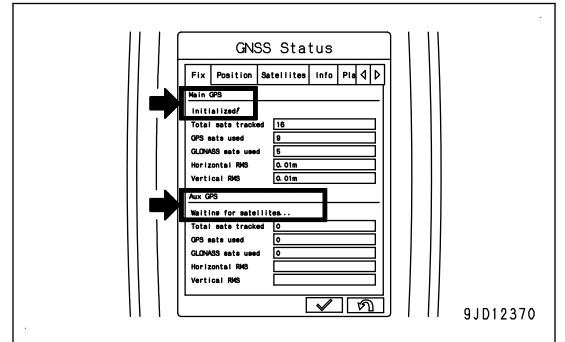 GNSS Status
Fix Position Satellites Info Pla
Main GPS
Initialized!
Total sats tracked 16
GPS sats used 9
GLONASS sats used 5
Horizontal RMS 0.01m
Vertical RMS 0.01m
Aux GPS
Waitine for satellites...
Total sats tracked 0
GPS sats used 0
GLONASS sats used 0
Horizontal RMS
Vertical RMS
9JD12370